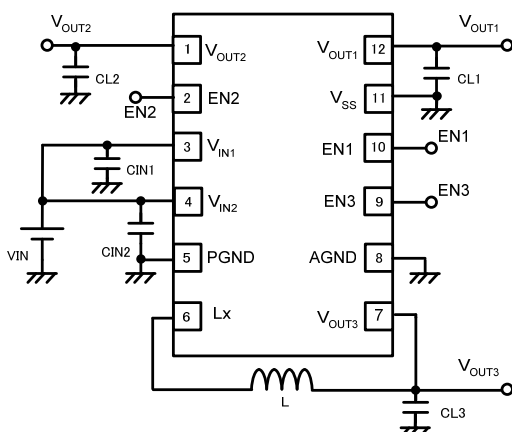 VOUT2
VOUT1
1
VOUT2
VOUT1
12
CL2
CL1
EN2
2
EN2
VSS
11
3
VIN1
EN1
10
EN1
CIN1
4
VIN2
EN3
9
EN3
VIN
CIN2
5
PGND
AGND
8
6
Lx
VOUT3
7
L
VOUT3
CL3